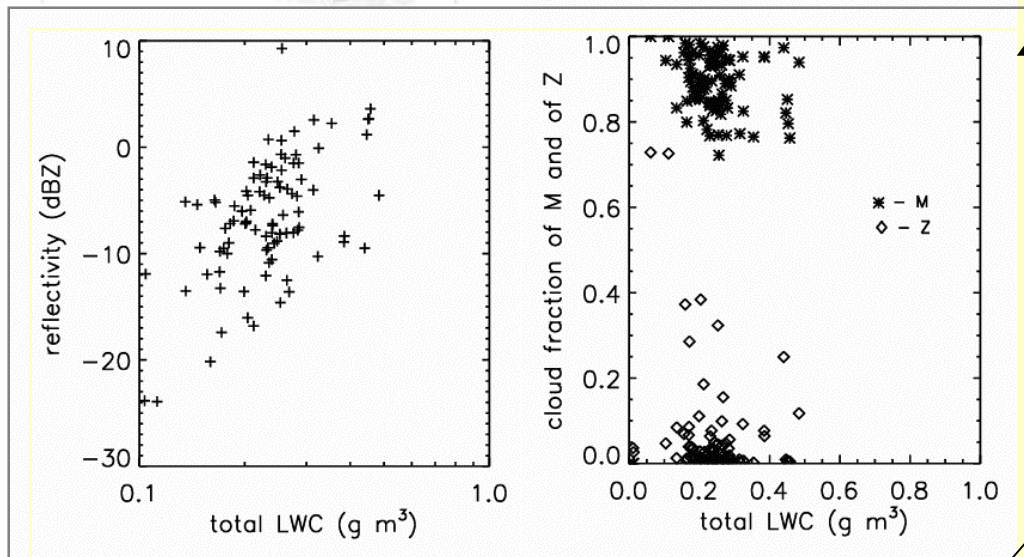 10
0
−10
−20
−30
0.1
1.0
reflectivity (dBZ)
total LWC (g m³)
1.0
0.8
0.6
0.4
0.2
0.0
0.0 0.2 0.4 0.6 0.8 1.0
cloud fraction of M and of Z
total LWC (g m³)
− M
− Z